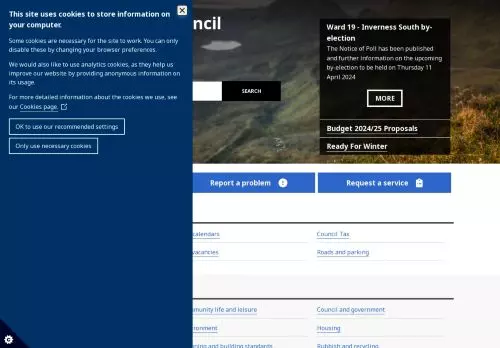 This site uses cookies to store information on
your computer.
Some cookies are necessary for the site to work. You can only
disable these by changing your browser preferences.
We would also like to use analytics cookies, as they help us
improve our website by providing anonymous information on
its usage.
For more detailed information about the cookies we use, see
our Cookies page.
OK to use our recommended settings
Only use necessary cookies
SEARCH
Ward 19 - Inverness South by-
election
The Notice of Poll has been published
and further information on the upcoming
by-election to be held on Thursday 11
April 2024
MORE
Budget 2024/25 Proposals
Ready For Winter
Report a problem
Request a service
calendars
Council Tax
vacancies
Roads and parking
Council and government
life and leisure
Housing
and building standards
Rubbish and recycling